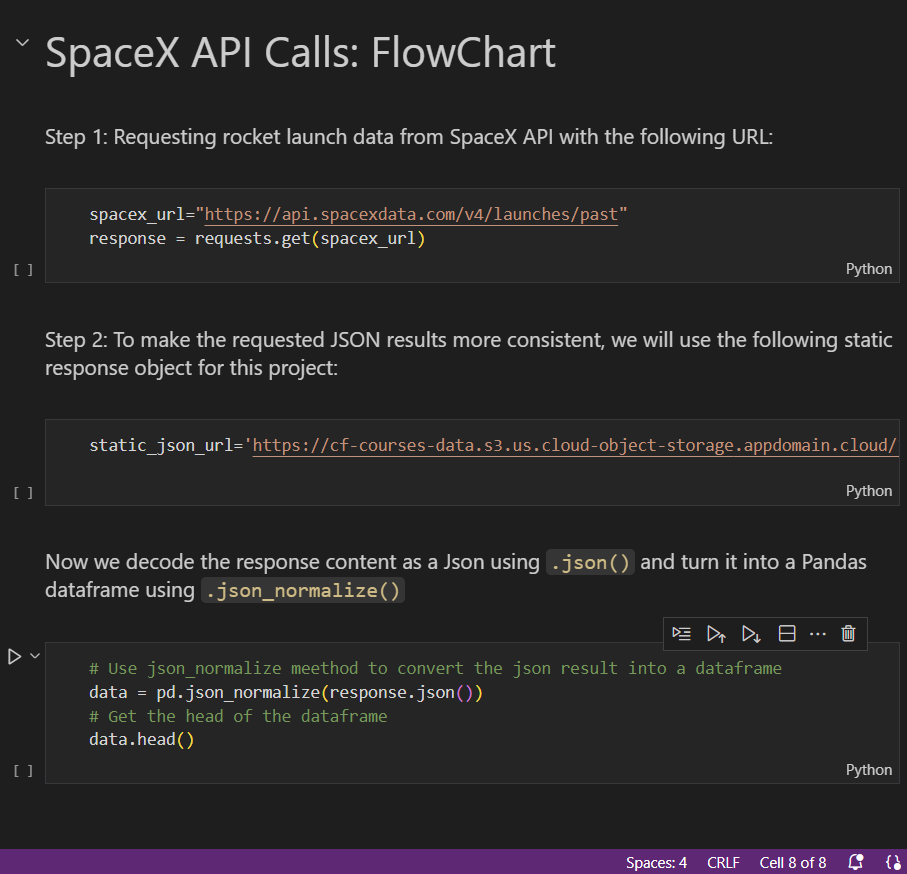 SpaceX API Calls: FlowChart
Step 1: Requesting rocket launch data from SpaceX API with the following URL:
spacex_url="https://api.spacexdata.com/v4/launches/past"
response = requests.get(spacex_url)
[ ]
Python
Step 2: To make the requested JSON results more consistent, we will use the following static
response object for this project:
static_json_url='https://cf-courses-data.s3.us.cloud-object-storage.appdomain.cloud/
[ ]
Python
Now we decode the response content as a Json using .json() and turn it into a Pandas
dataframe using .json_normalize()
# Use json_normalize meethod to convert the json result into a dataframe
data = pd.json_normalize(response.json())
# Get the head of the dataframe
data.head()
[ ]
Python
Spaces: 4 CRLF Cell 8 of 8